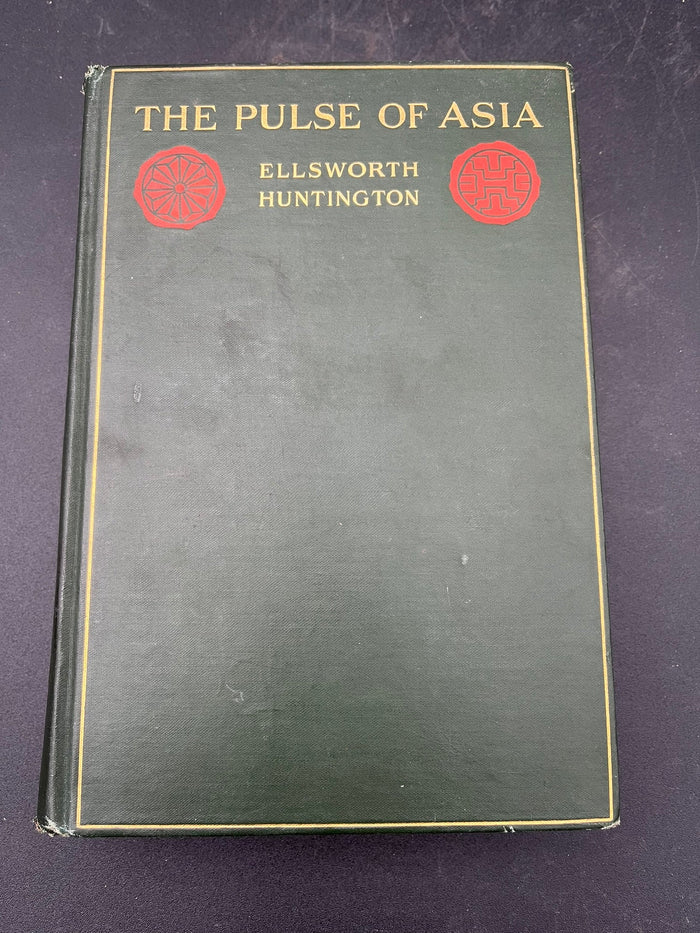 THE PULSE OF ASIA
ELLSWORTH
HUNTINGTON